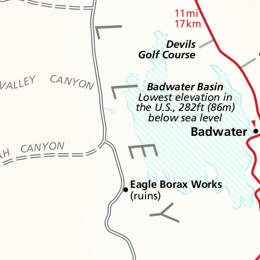 11mi
17km
Devils
Golf Course
VALLEY CANYON
Badwater Basin
Lowest elevation in
the U.S., 282ft (86m)
below sea level
Badwater
AH CANYON
Eagle Borax Works
(ruins)
L
L
E
Y